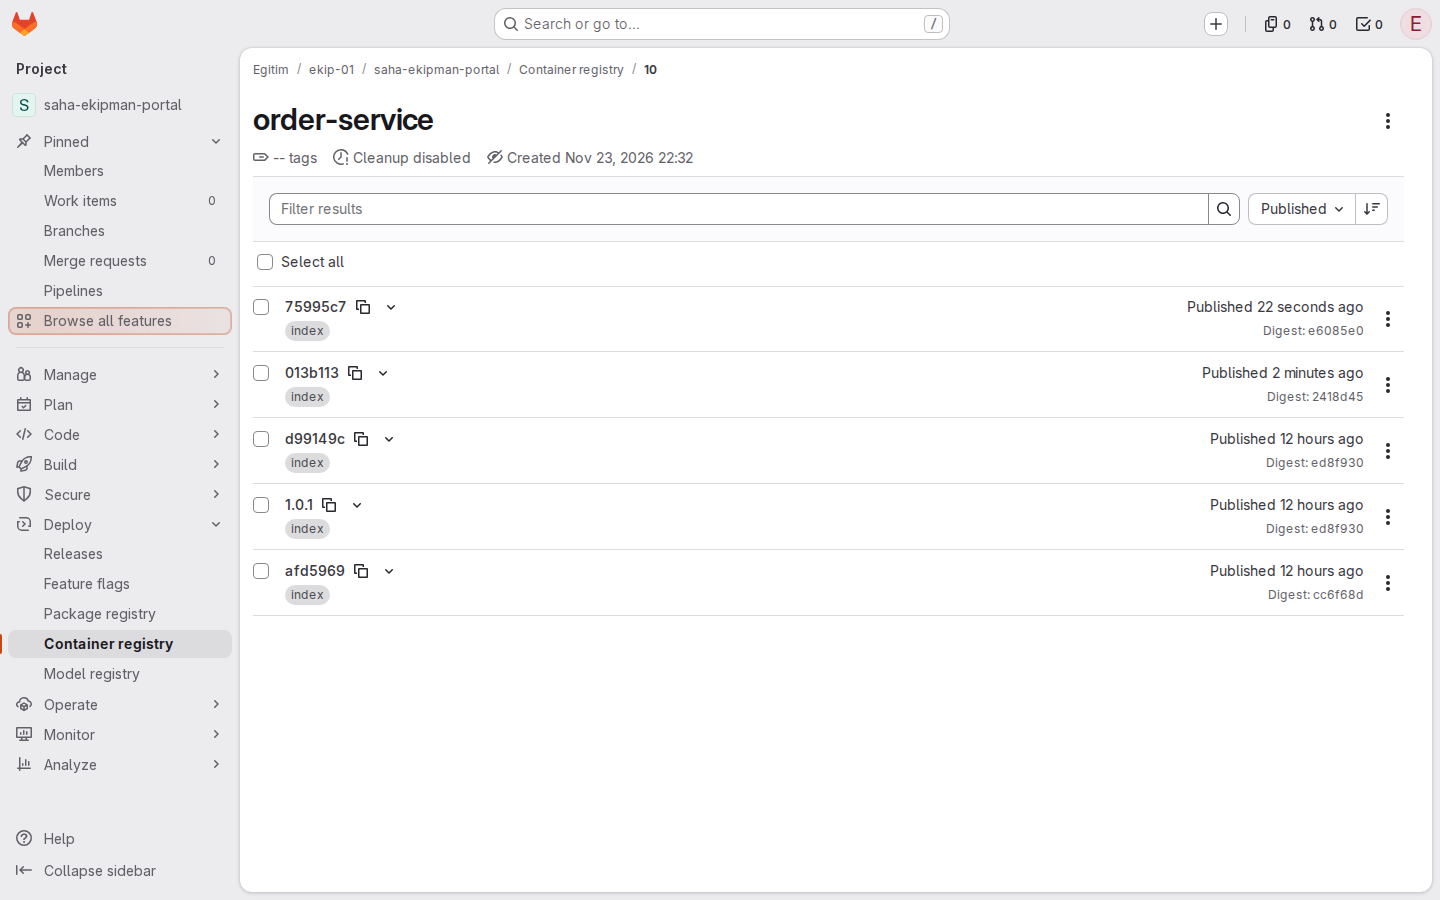 Search or go to...
/
0
0
0
E
Project
S
saha-ekipman-portal
Pinned
Members
Work items
0
Branches
Merge requests
0
Pipelines
Browse all features
Manage
Plan
Code
Build
Secure
Deploy
Releases
Feature flags
Package registry
Container registry
Model registry
Operate
Monitor
Analyze
Help
Collapse sidebar
Egitim / ekip-01 / saha-ekipman-portal / Container registry / 10
order-service
-- tags
Cleanup disabled
Created Nov 23, 2026 22:32
Filter results
Published
Select all
75995c7
Published 22 seconds ago
index
Digest: e6085e0
013b113
Published 2 minutes ago
index
Digest: 2418d45
d99149c
Published 12 hours ago
index
Digest: ed8f930
1.0.1
Published 12 hours ago
index
Digest: ed8f930
afd5969
Published 12 hours ago
index
Digest: cc6f68d